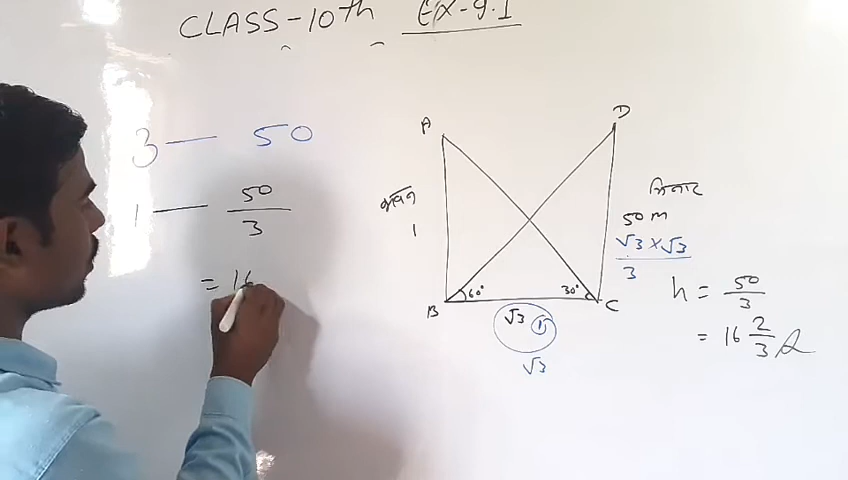 CLASS-10th EX-9.1
3 — 50
1 — 50/3
= 16
A
D
भवन
1
मिनार
50 m
√3 × √3
3
60°
30°
B
C
√3 1
√3
h = 50/3
= 16 2/3